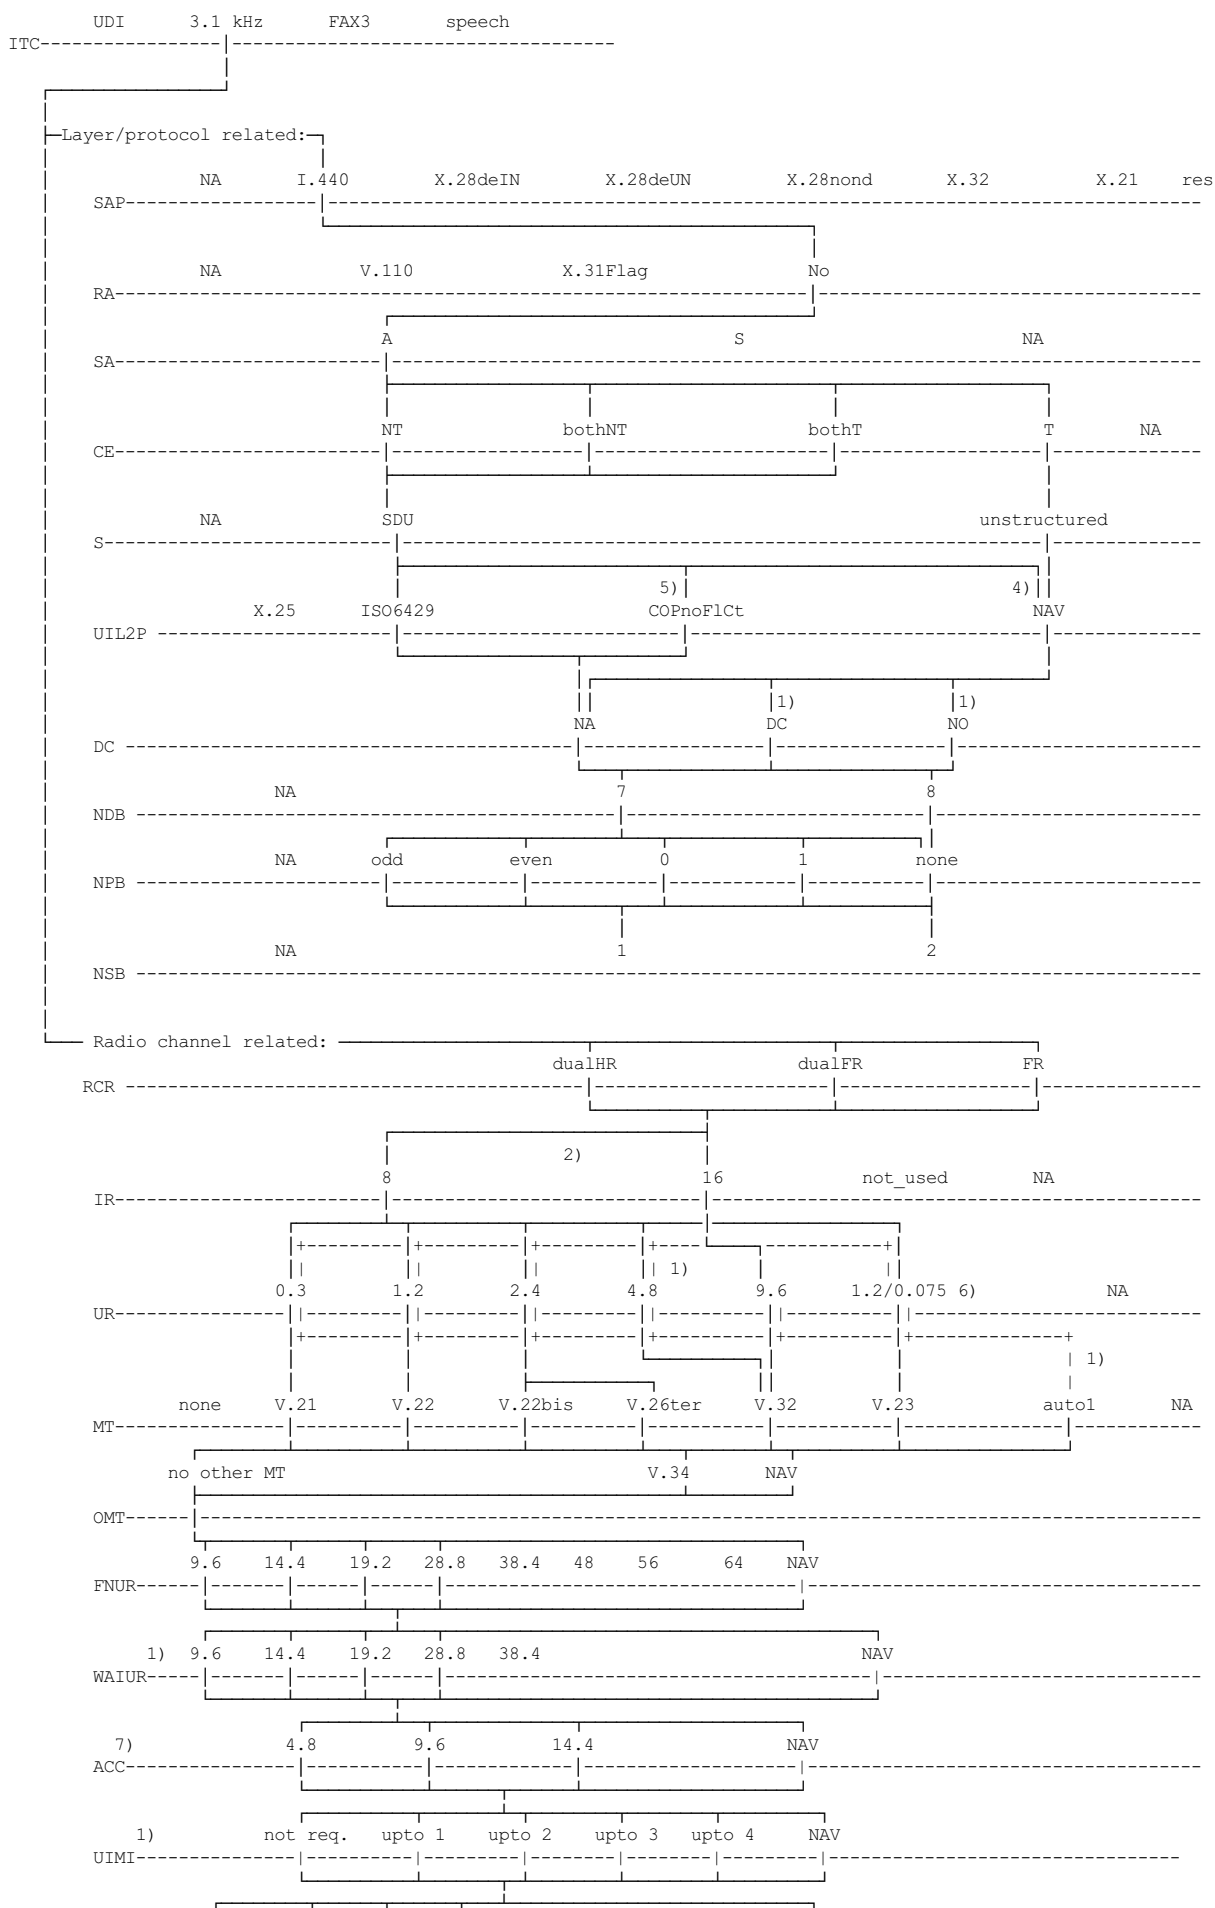 UDI 3.1 kHz FAX3 speech
ITC
Layer/protocol related:
NA I.440 X.28deIN X.28deUN X.28nond X.32 X.21 res
SAP
NA V.110 X.31Flag No
RA
A S NA
SA
NT bothNT bothT T NA
CE
NA SDU unstructured
S
5) 4)
X.25 ISO6429 COPnoFlCt NAV
UIL2P
1) 1)
NA DC NO
DC
NA 7 8
NDB
NA odd even 0 1 none
NPB
NA 1 2
NSB
Radio channel related:
dualHR dualFR FR
RCR
2)
8 16 not_used NA
IR
1)
0.3 1.2 2.4 4.8 9.6 1.2/0.075 6) NA
UR
1)
none V.21 V.22 V.22bis V.26ter V.32 V.23 auto1 NA
MT
no other MT V.34 NAV
OMT
9.6 14.4 19.2 28.8 38.4 48 56 64 NAV
FNUR
1) 9.6 14.4 19.2 28.8 38.4 NAV
WAIUR
7) 4.8 9.6 14.4 NAV
ACC
1) not req. upto 1 upto 2 upto 3 upto 4 NAV
UIMI